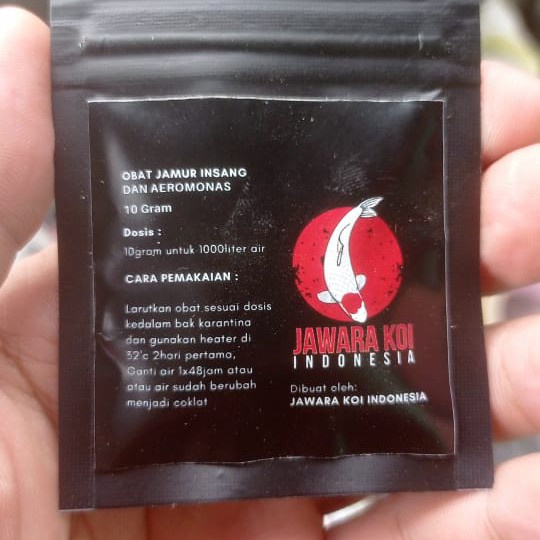 OBAT JAMUR INSANG
DAN AEROMONAS
10 Gram
Dosis :
10gram untuk 1000liter air
CARA PEMAKAIAN :
Larutkan obat sesuai dosis
kedalam bak karantina
dan gunakan heater di
32'c 2hari pertama,
Ganti air 1x48jam atau
atau air sudah berubah
menjadi coklat
JAWARA KOI
INDONESIA
Dibuat oleh:
JAWARA KOI INDONESIA